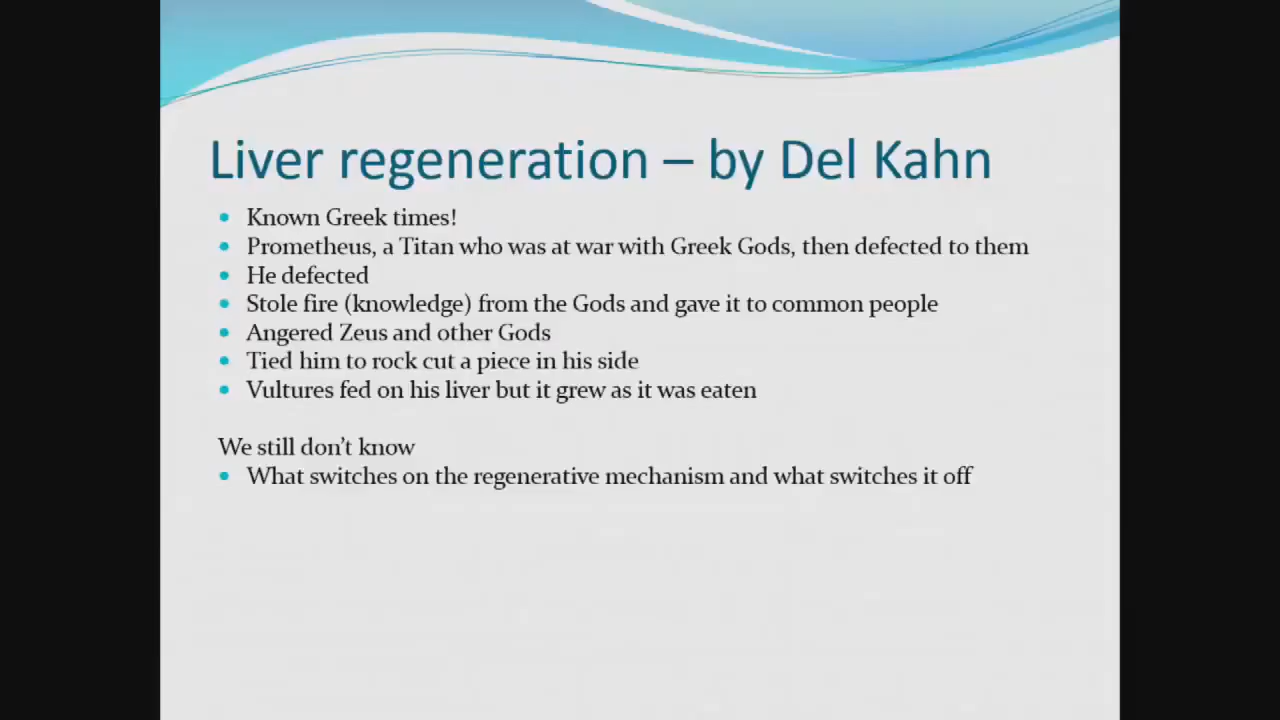 Liver regeneration – by Del Kahn
• Known Greek times!
• Prometheus, a Titan who was at war with Greek Gods, then defected to them
• He defected
• Stole fire (knowledge) from the Gods and gave it to common people
• Angered Zeus and other Gods
• Tied him to rock cut a piece in his side
• Vultures fed on his liver but it grew as it was eaten
We still don’t know
• What switches on the regenerative mechanism and what switches it off